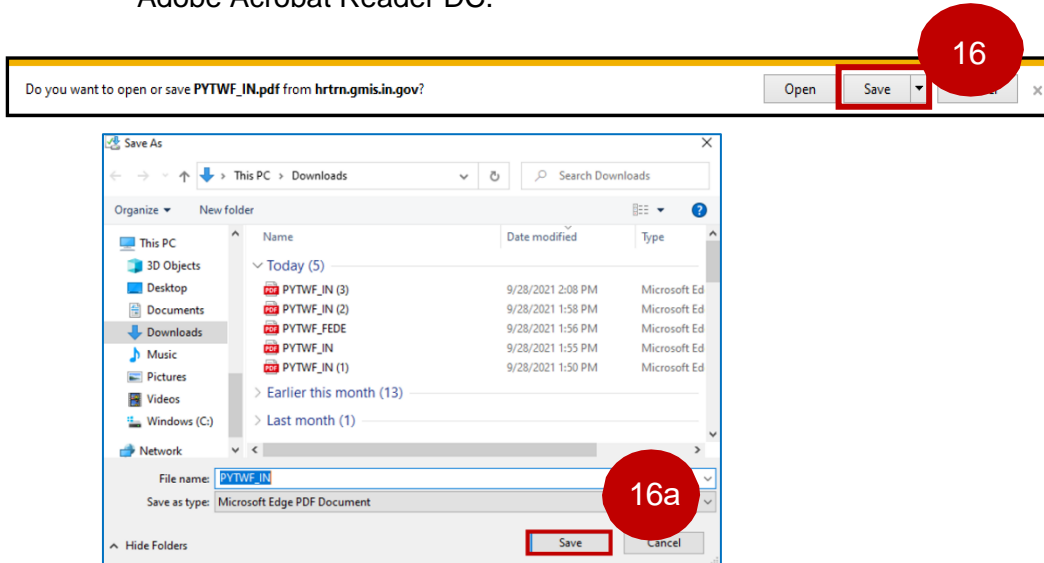 Adobe Acrobat Reader DC.
16
Do you want to open or save PYTWF_IN.pdf from hrtrn.gmis.in.gov? Open Save ×
Save As ×
This PC > Downloads Search Downloads
Organize New folder ?
This PC
3D Objects
Desktop
Documents
Downloads
Music
Pictures
Videos
Windows (C:)
Network
Name Date modified Type
Today (5)
PDF PYTWF_IN (3) 9/28/2021 2:08 PM Microsoft Ed
PDF PYTWF_IN (2) 9/28/2021 1:58 PM Microsoft Ed
PDF PYTWF_FEDE 9/28/2021 1:56 PM Microsoft Ed
PDF PYTWF_IN 9/28/2021 1:55 PM Microsoft Ed
PDF PYTWF_IN (1) 9/28/2021 1:50 PM Microsoft Ed
Earlier this month (13)
Last month (1)
File name: PYTWF_IN
Save as type: Microsoft Edge PDF Document
16a
Hide Folders Save Cancel